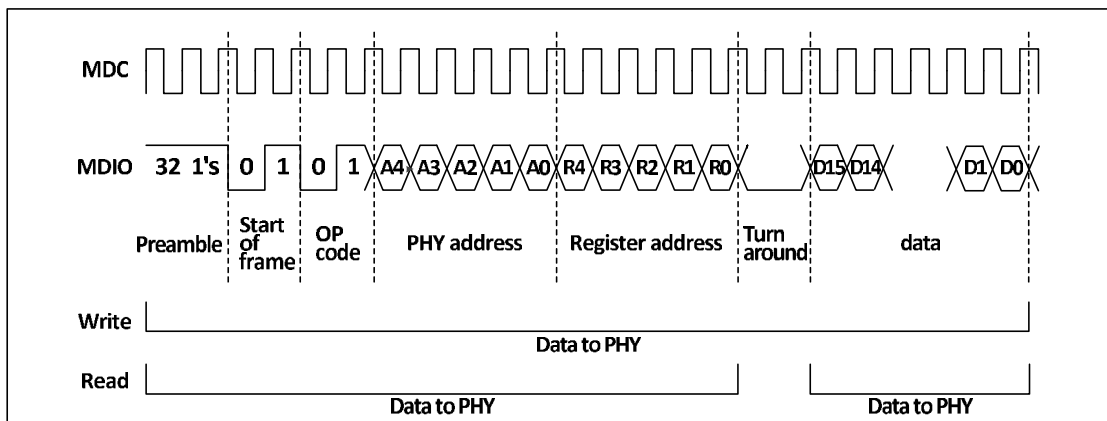 MDC
MDIO 32 1's 0 1 0 1 A4 A3 A2 A1 A0 R4 R3 R2 R1 R0 D15 D14 D1 D0
Preamble
Start
of
frame
OP
code
PHY address
Register address
Turn
around
data
Write
Data to PHY
Read
Data to PHY
Data to PHY